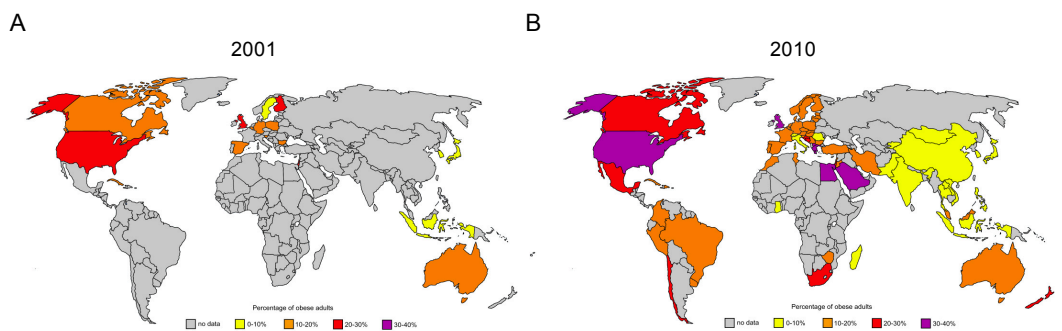 A
2001
Percentage of obese adults
no data 0-10% 10-20% 20-30% 30-40%
B
2010
Percentage of obese adults
no data 0-10% 10-20% 20-30% 30-40%